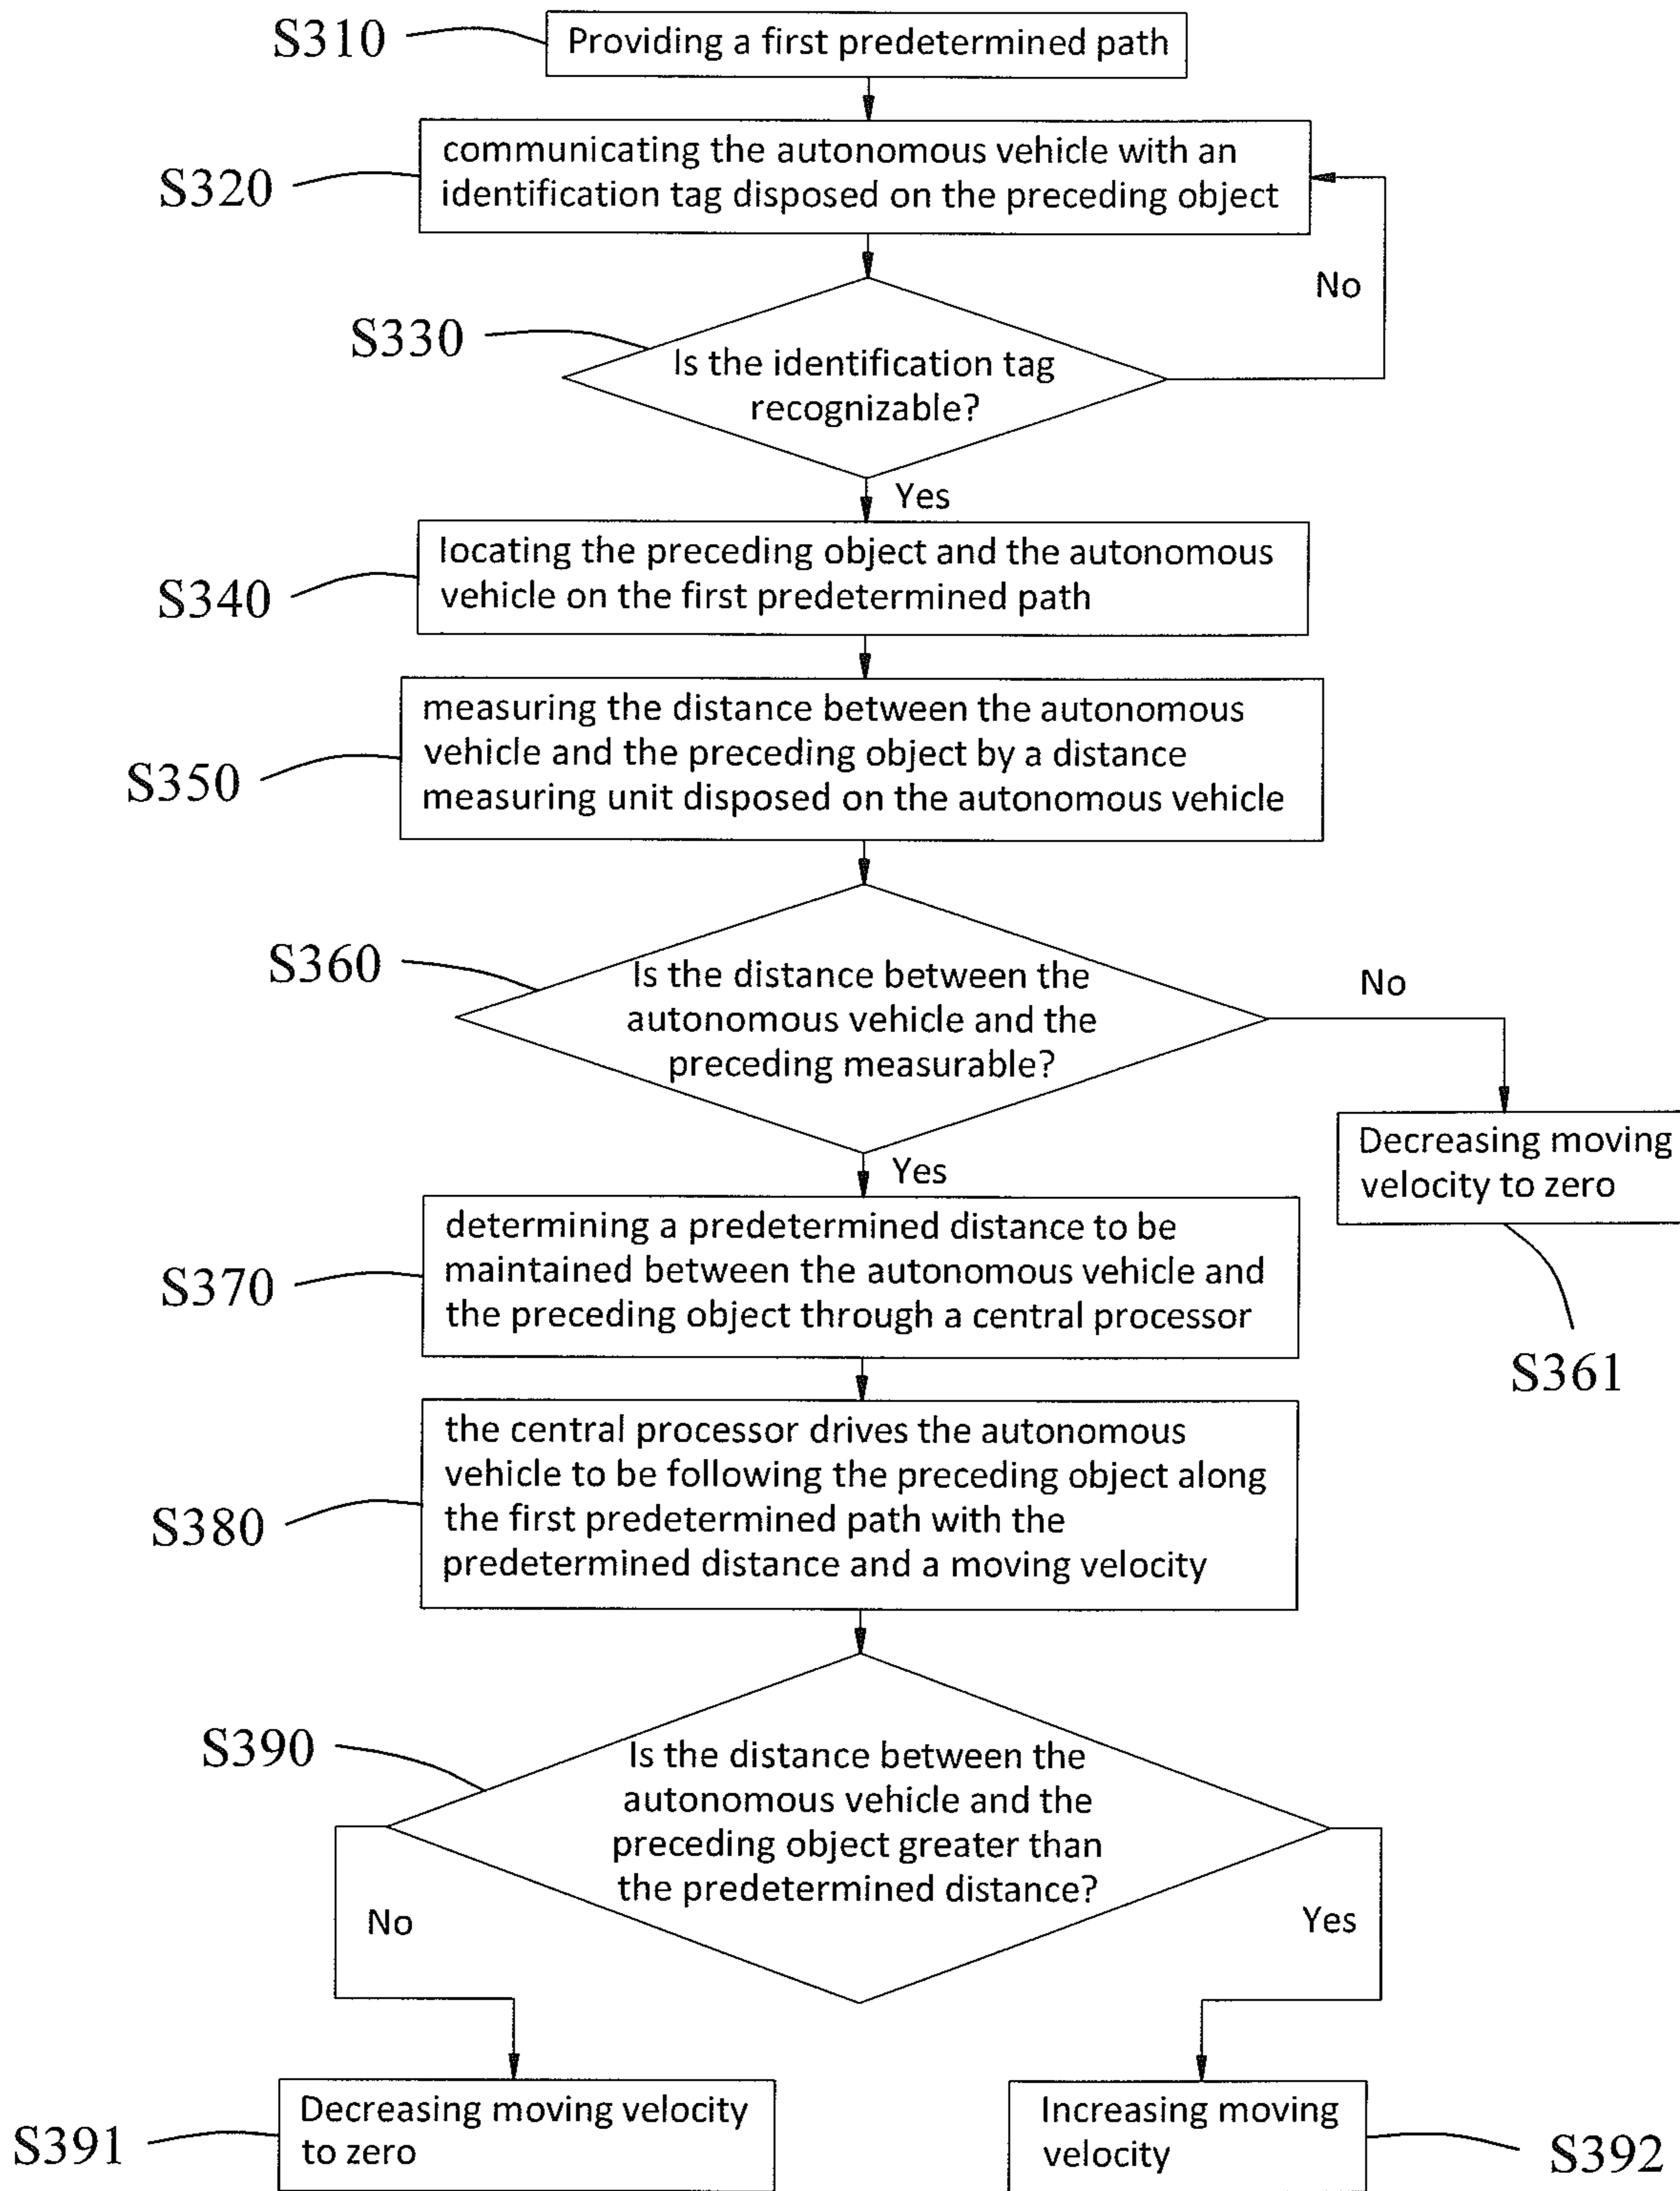 S310
Providing a first predetermined path
S320
communicating the autonomous vehicle with an
identification tag disposed on the preceding object
No
S330
Is the identification tag
recognizable?
Yes
S340
locating the preceding object and the autonomous
vehicle on the first predetermined path
S350
measuring the distance between the autonomous
vehicle and the preceding object by a distance
measuring unit disposed on the autonomous vehicle
S360
Is the distance between the
autonomous vehicle and the
preceding measurable?
No
Decreasing moving
velocity to zero
S361
Yes
S370
determining a predetermined distance to be
maintained between the autonomous vehicle and
the preceding object through a central processor
S380
the central processor drives the autonomous
vehicle to be following the preceding object along
the first predetermined path with the
predetermined distance and a moving velocity
S390
Is the distance between the
autonomous vehicle and the
preceding object greater than
the predetermined distance?
No
Yes
S391
Decreasing moving velocity
to zero
Increasing moving
velocity
S392